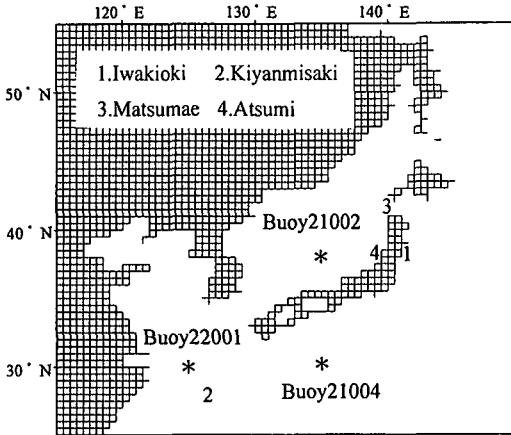 120° E 130° E 140° E
1.Iwakioki 2.Kiyanmisaki
50° N
3.Matsumae 4.Atsumi
3
Buoy21002
40° N
4 1
Buoy22001
30° N
2
Buoy21004